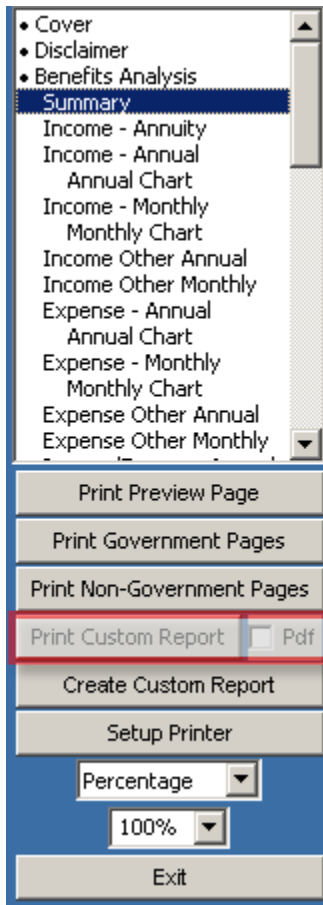 • Cover
• Disclaimer
• Benefits Analysis
Summary
Income - Annuity
Income - Annual
Annual Chart
Income - Monthly
Monthly Chart
Income Other Annual
Income Other Monthly
Expense - Annual
Annual Chart
Expense - Monthly
Monthly Chart
Expense Other Annual
Expense Other Monthly
Print Preview Page
Print Government Pages
Print Non-Government Pages
Print Custom Report Pdf
Create Custom Report
Setup Printer
Percentage
100%
Exit